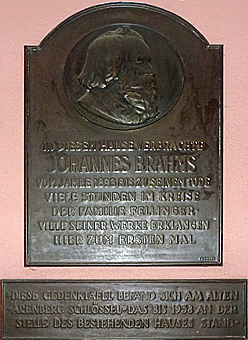 IN DIESEM HAUSE VERBRACHTE
JOHANNES BRAHMS
VOM JAHRE 1883 BIS ZU SEINEM TODE
VIELE STUNDEN IM KREISE
DER FAMILIE FELLINGER
VIELE SEINER WERKE ERKLANGEN
HIER ZUM ERSTEN MAL
DIESE GEDENKTAFEL BEFAND SICH AM ALTEN
-ARENBERG SCHLÖSSEL- DAS BIS 1958 AN DER
STELLE DES BESTEHENDEN HAUSES STAND-